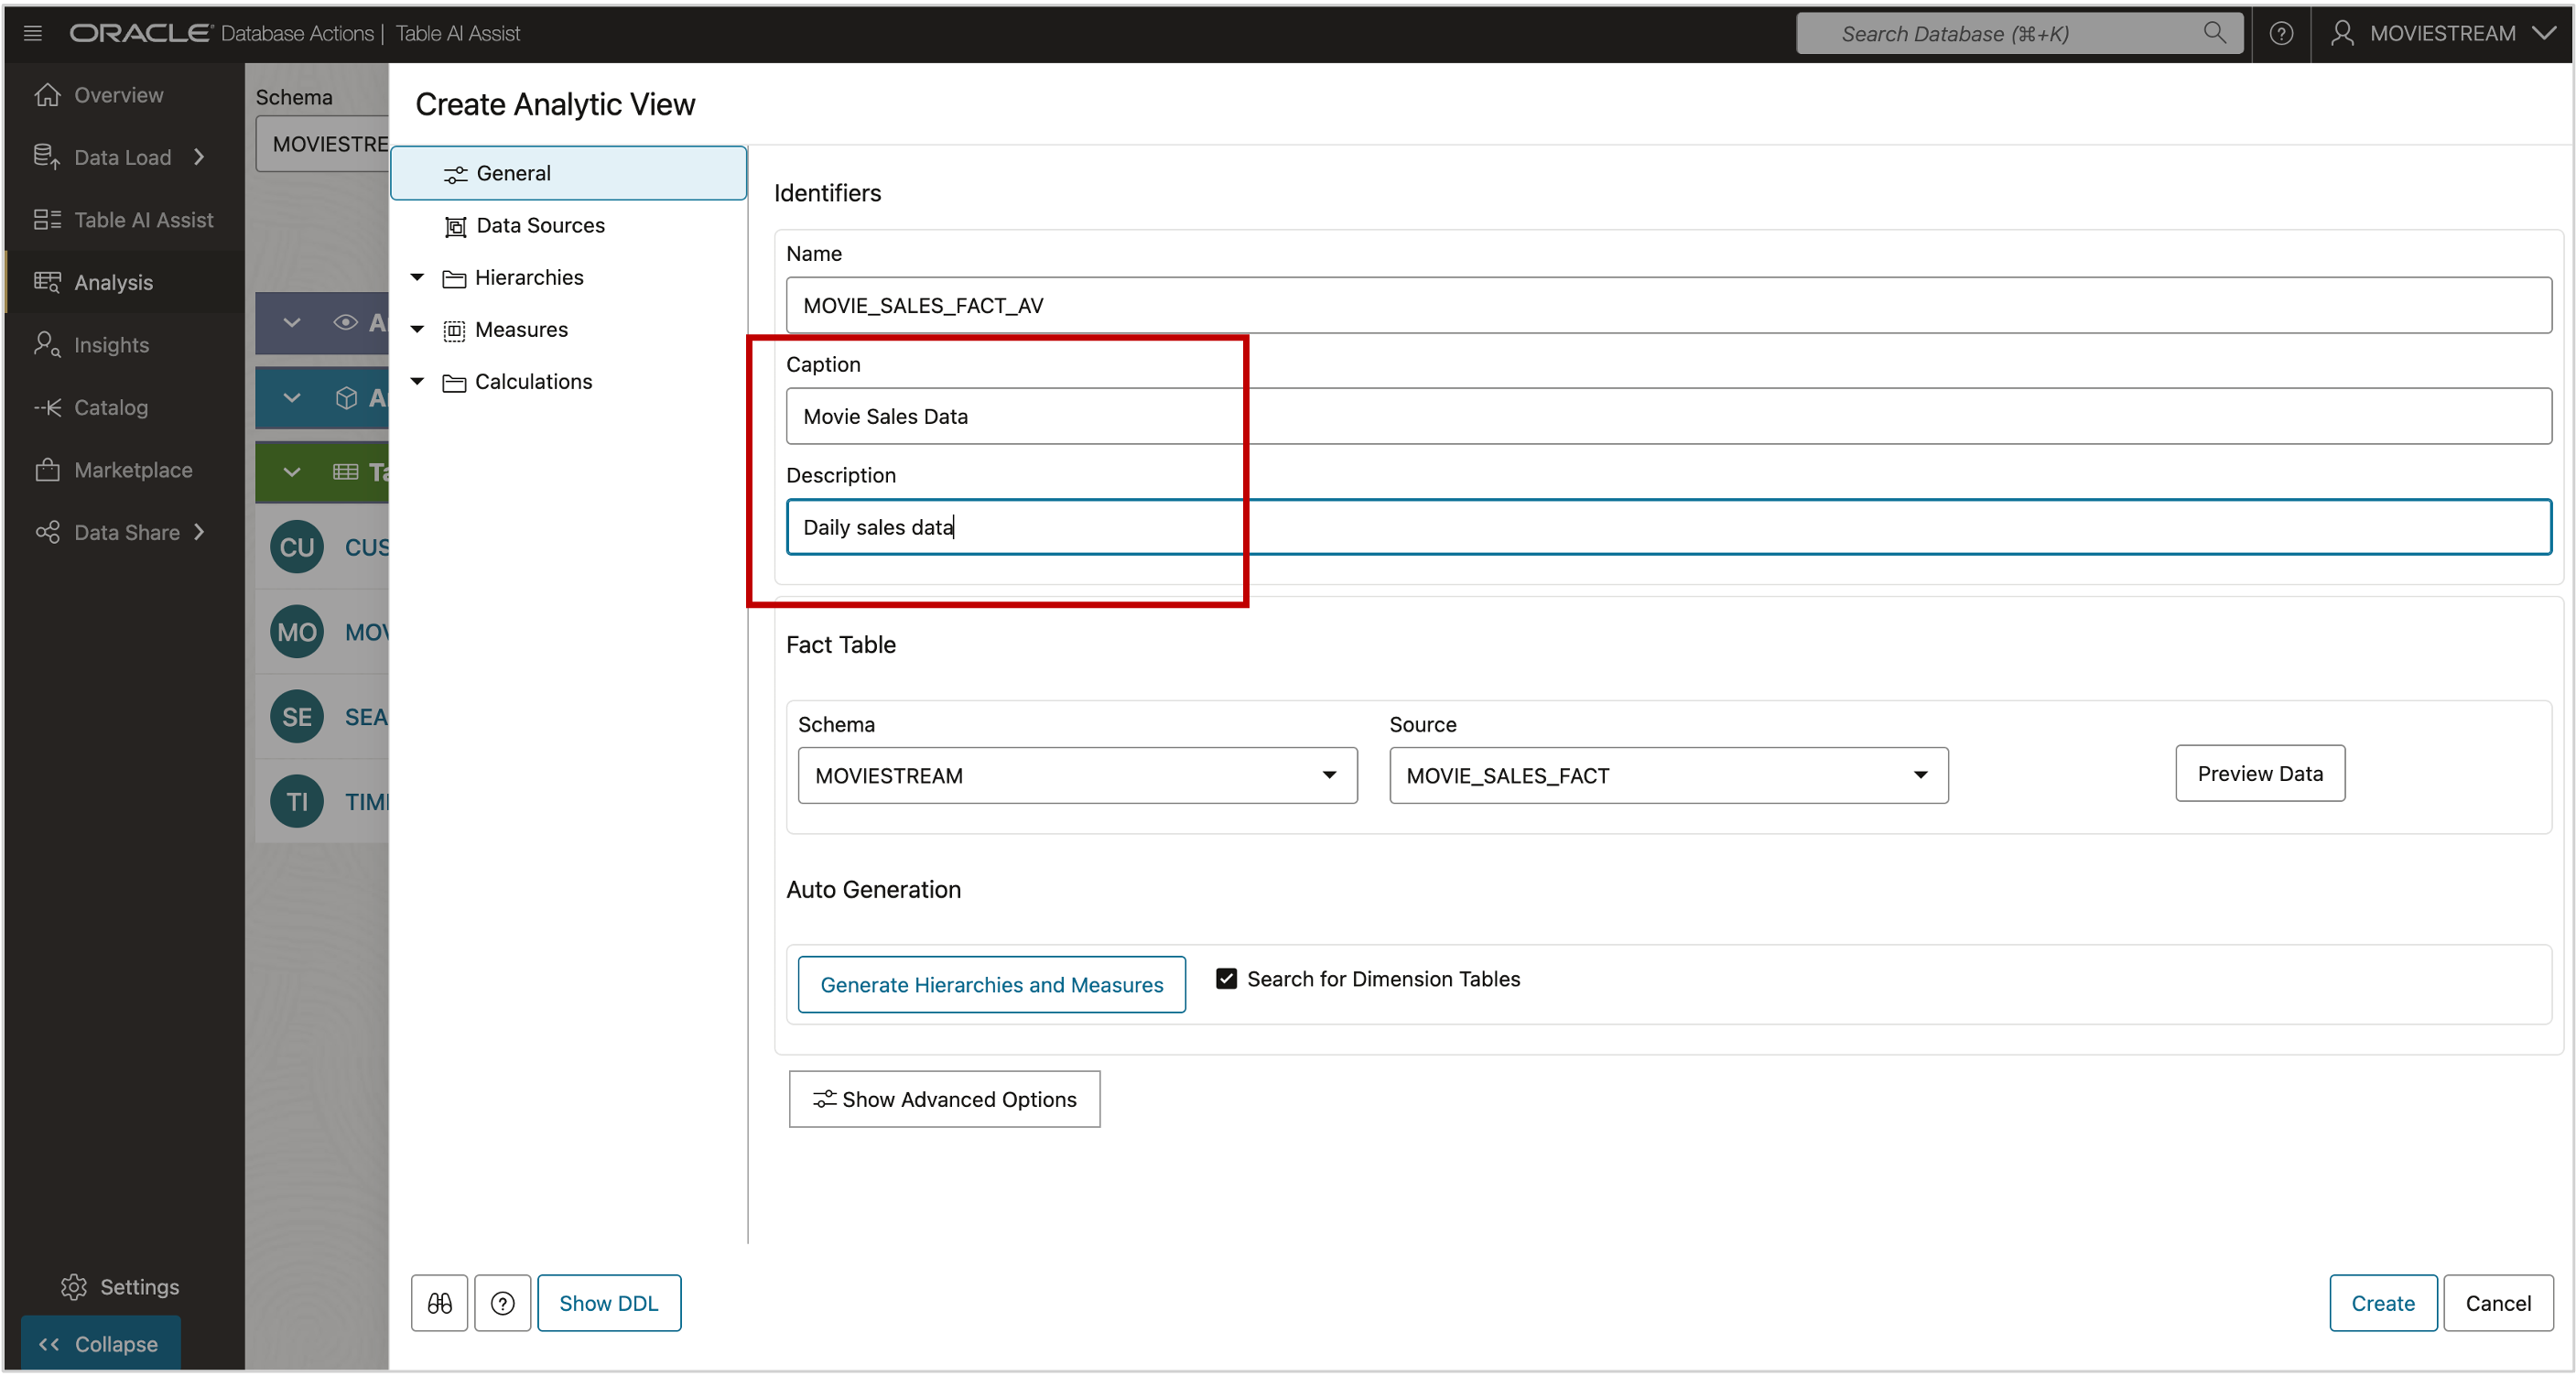 ORACLE Database Actions | Table AI Assist
Search Database (⌘+K)
MOVIESTREAM
Overview
Data Load
Table AI Assist
Analysis
Insights
Catalog
Marketplace
Data Share
Settings
Collapse
Schema
MOVIESTRE
CU CUS
MO MOV
SE SEA
TI TIM
Create Analytic View
General
Data Sources
Hierarchies
Measures
Calculations
Identifiers
Name
MOVIE_SALES_FACT_AV
Caption
Movie Sales Data
Description
Daily sales data
Fact Table
Schema
Source
MOVIESTREAM
MOVIE_SALES_FACT
Preview Data
Auto Generation
Generate Hierarchies and Measures
Search for Dimension Tables
Show Advanced Options
Show DDL
Create
Cancel